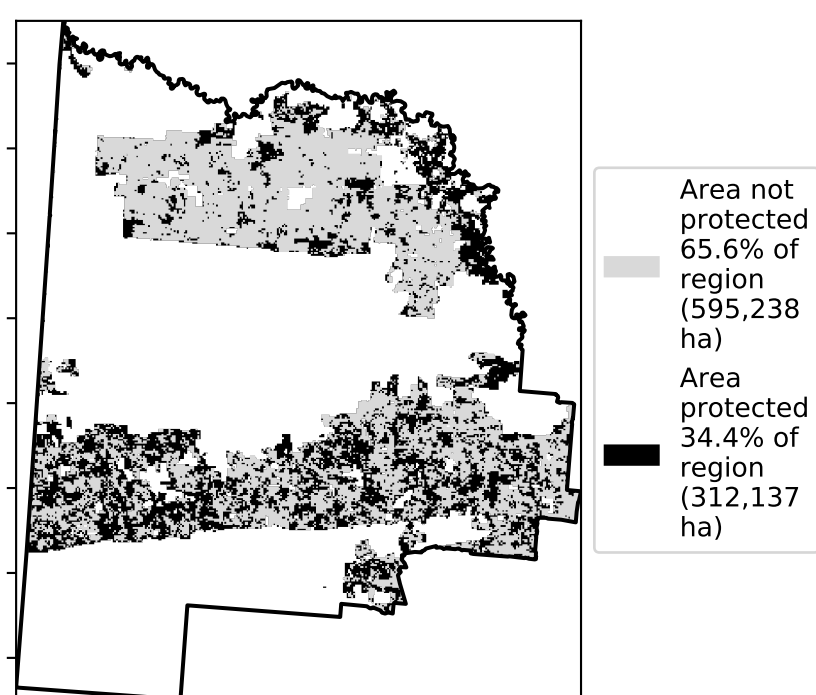 Area not
protected
65.6% of
region
(595,238
ha)
Area
protected
34.4% of
region
(312,137
ha)